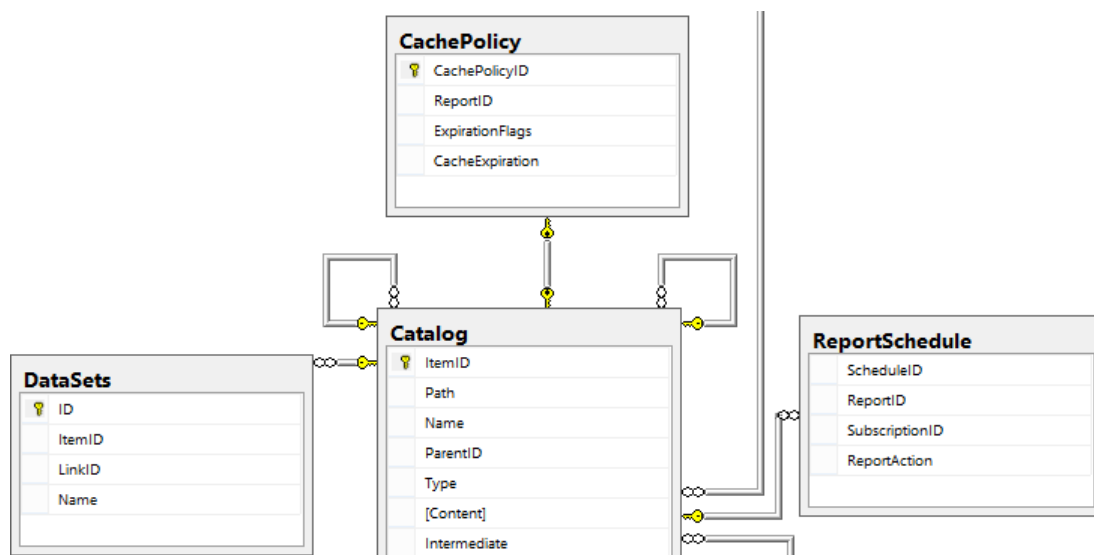 CachePolicy
CachePolicyID
ReportID
ExpirationFlags
CacheExpiration
Catalog
ItemID
Path
Name
ParentID
Type
[Content]
Intermediate
DataSets
ID
ItemID
LinkID
Name
ReportSchedule
ScheduleID
ReportID
SubscriptionID
ReportAction